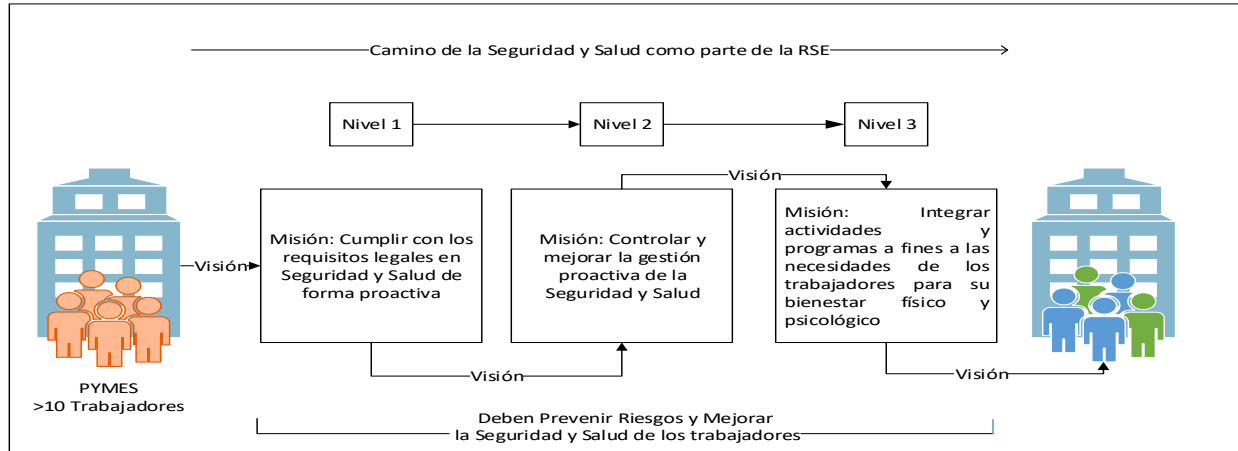 Camino de la Seguridad y Salud como parte de la RSE
Nivel 1
Nivel 2
Nivel 3
Visión
Misión: Cumplir con los
requisitos legales en
Seguridad y Salud de
forma proactiva
Visión
Misión: Controlar y
mejorar la gestión
proactiva de la
Seguridad y Salud
Visión
Misión: Integrar
actividades y
programas a fines a las
necesidades de los
trabajadores para su
bienestar físico y
psicológico
Visión
PYMES
>10 Trabajadores
Deben Prevenir Riesgos y Mejorar
la Seguridad y Salud de los trabajadores